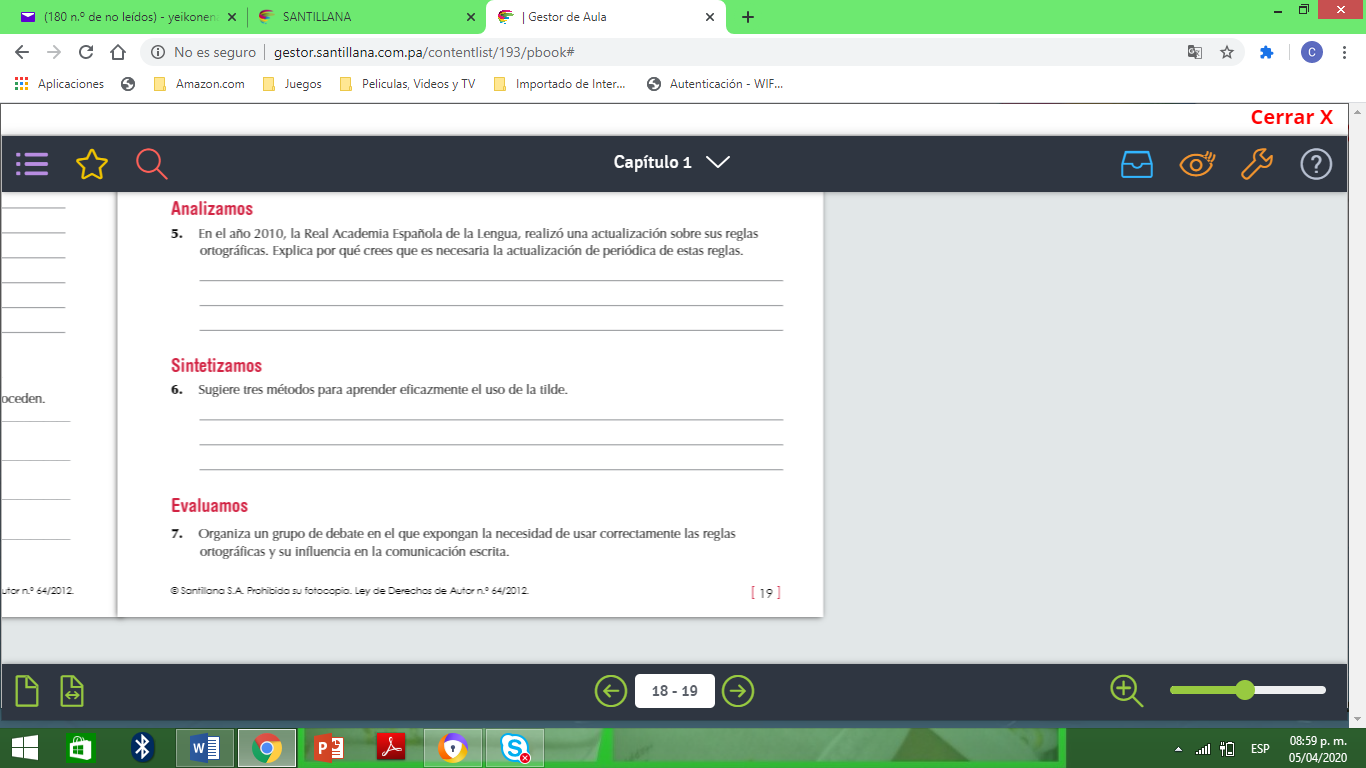 (180 n.º de no leídos) - yeikonen
SANTILLANA
| Gestor de Aula
No es seguro
gestor.santillana.com.pa/contentlist/193/pbook#
C
Aplicaciones
Amazon.com
Juegos
Peliculas, Videos y TV
Importado de Inter...
Autenticación - WIF...
Cerrar X
Capítulo 1
Analizamos
5. En el año 2010, la Real Academia Española de la Lengua, realizó una actualización sobre sus reglas
ortográficas. Explica por qué crees que es necesaria la actualización de periódica de estas reglas.
Sintetizamos
6. Sugiere tres métodos para aprender eficazmente el uso de la tilde.
oceden.
Evaluamos
7. Organiza un grupo de debate en el que expongan la necesidad de usar correctamente las reglas
ortográficas y su influencia en la comunicación escrita.
utor n.º 64/2012.
© Santillana S.A. Prohibida su fotocopia. Ley de Derechos de Autor n.º 64/2012.
[ 19 ]
18 - 19
ESP
08:59 p. m.
05/04/2020